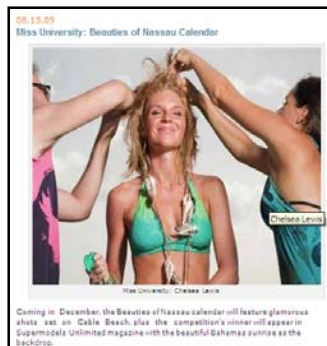 08.13.09
Miss University: Beauties of Nassau Calendar
Chelsea Lewis
Miss University: Chelsea Lewis
Coming in December, the Beauties of Nassau calendar will feature glamorous
shots set on Cable Beach, plus the competition's winner will appear in
Supermodels Unlimited magazine with the beautiful Bahamas sunrise as the
backdrop.